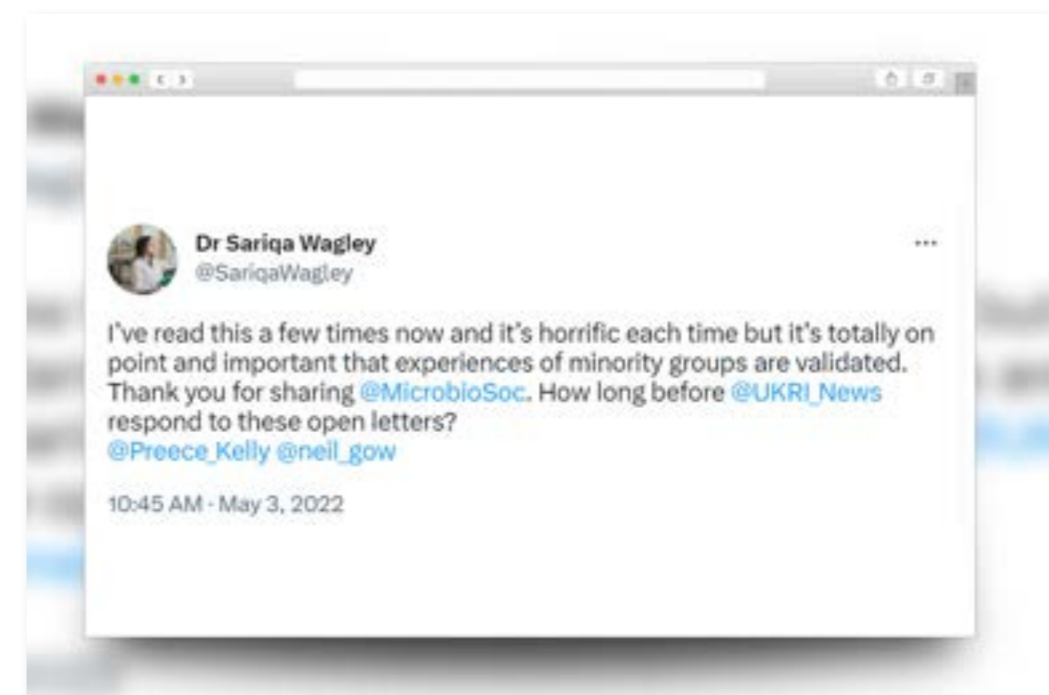 Dr Sariqa Wagley
@SariqaWagley
I've read this a few times now and it's horrific each time but it's totally on
point and important that experiences of minority groups are validated.
Thank you for sharing @MicrobioSoc. How long before @UKRI_News
respond to these open letters?
@Preece_Kelly @neil_gow
10:45 AM · May 3, 2022